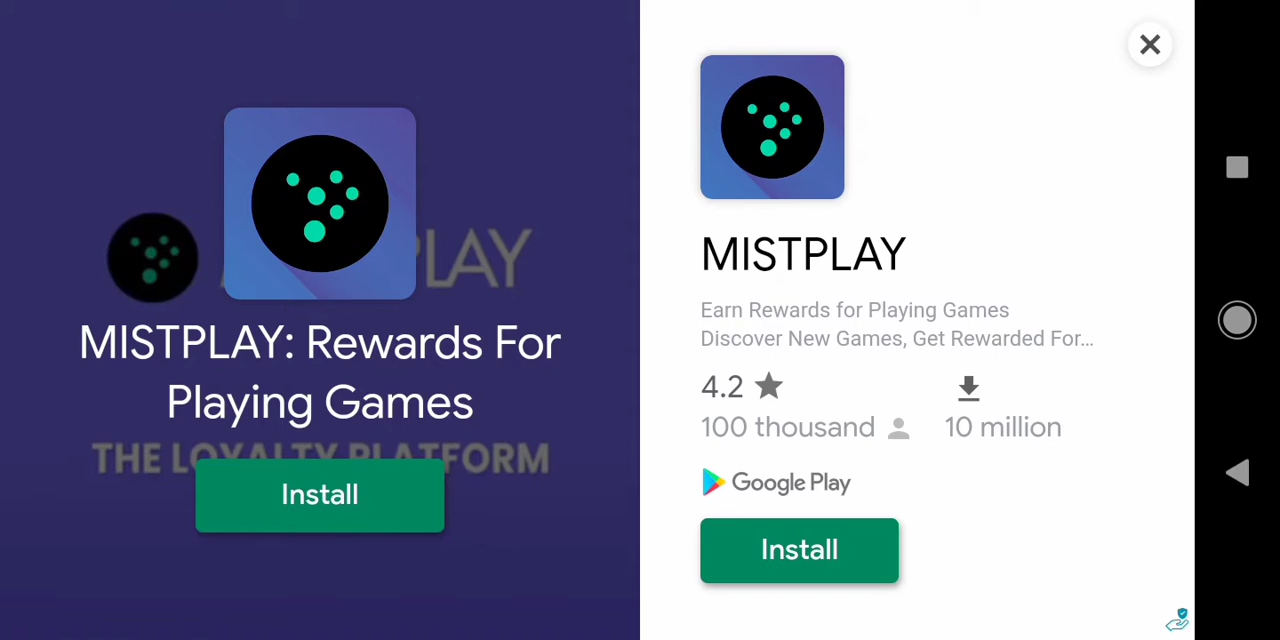 PLAY
MISTPLAY: Rewards For
Playing Games
THE LOYALTY PLATFORM
Install
MISTPLAY
Earn Rewards for Playing Games
Discover New Games, Get Rewarded For...
4.2
100 thousand
10 million
Google Play
Install